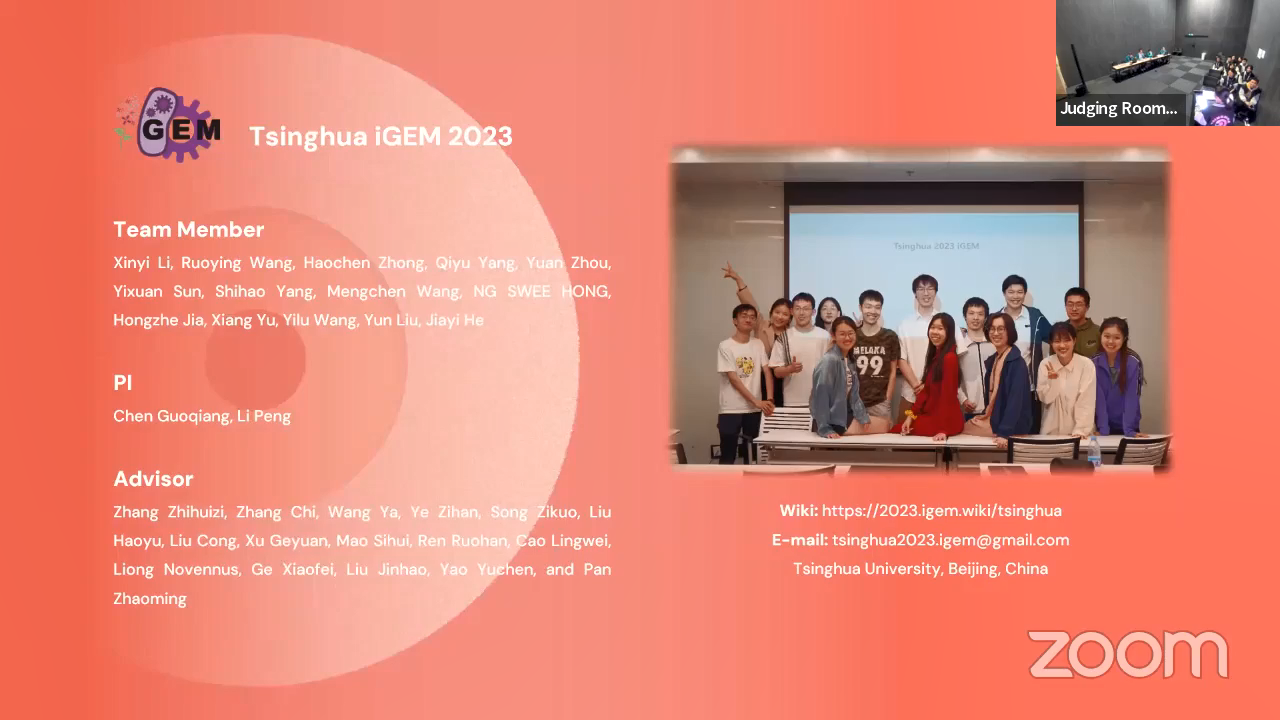 Judging Room...
GEM
Tsinghua iGEM 2023
Team Member
Xinyi Li, Ruoying Wang, Haochen Zhong, Qiyu Yang, Yuan Zhou,
Yixuan Sun, Shihao Yang, Mengchen Wang, NG SWEE HONG,
Hongzhe Jia, Xiang Yu, Yilu Wang, Yun Liu, Jiayi He
PI
Chen Guoqiang, Li Peng
Advisor
Zhang Zhihuizi, Zhang Chi, Wang Ya, Ye Zihan, Song Zikuo, Liu
Haoyu, Liu Cong, Xu Geyuan, Mao Sihui, Ren Ruohan, Cao Lingwei,
Liong Novennus, Ge Xiaofei, Liu Jinhao, Yao Yuchen, and Pan
Zhaoming
Tsinghua 2023 iGEM
MELAKA
99
Wiki: https://2023.igem.wiki/tsinghua
E-mail: tsinghua2023.igem@gmail.com
Tsinghua University, Beijing, China
zoom